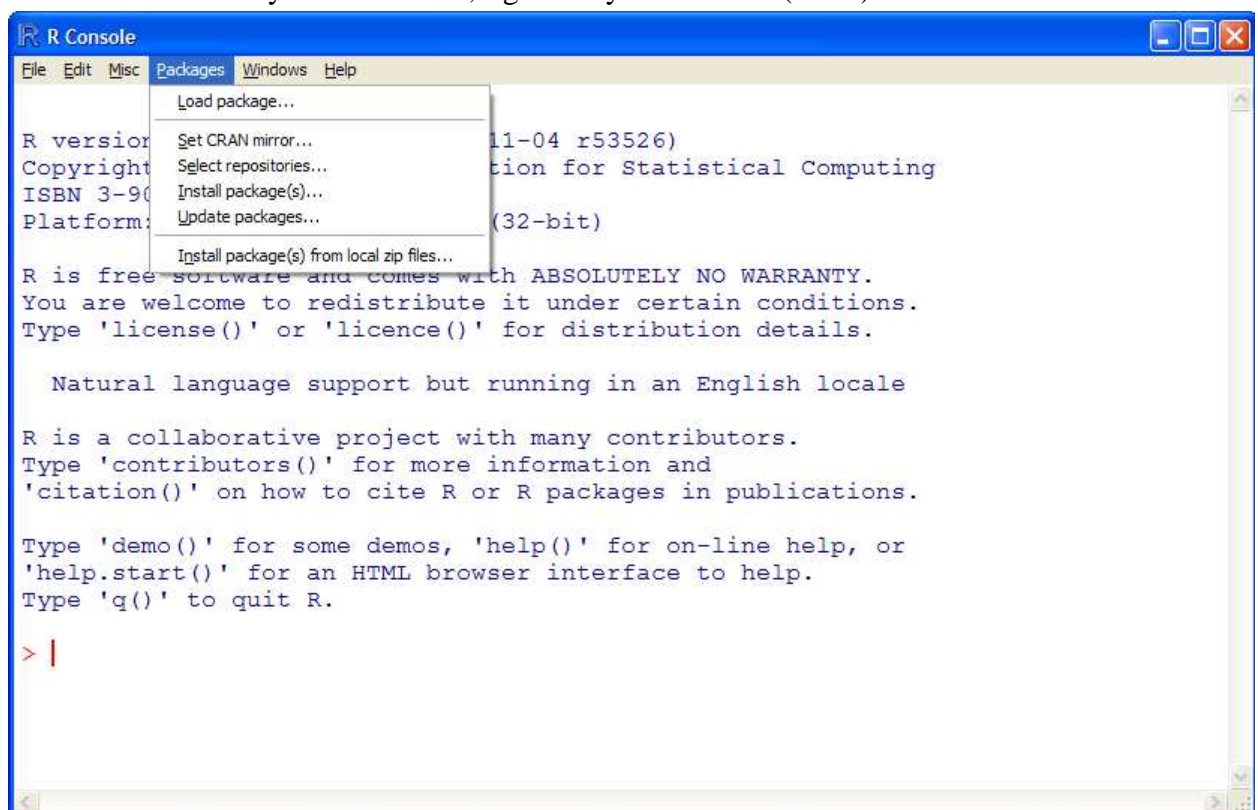 R Console
File Edit Misc Packages Windows Help
Load package...
Set CRAN mirror...
Select repositories...
Install package(s)...
Update packages...
Install package(s) from local zip files...
R version 11-04 r53526)
Copyright tion for Statistical Computing
ISBN 3-90
Platform: (32-bit)
R is free software and comes with ABSOLUTELY NO WARRANTY.
You are welcome to redistribute it under certain conditions.
Type 'license()' or 'licence()' for distribution details.
Natural language support but running in an English locale
R is a collaborative project with many contributors.
Type 'contributors()' for more information and
'citation()' on how to cite R or R packages in publications.
Type 'demo()' for some demos, 'help()' for on-line help, or
'help.start()' for an HTML browser interface to help.
Type 'q()' to quit R.
>